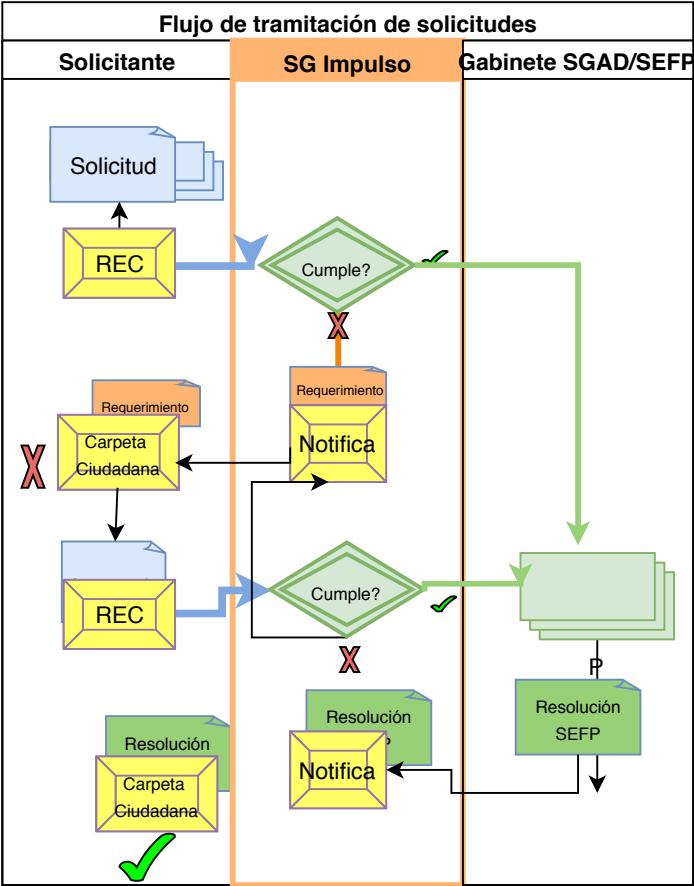 Flujo de tramitación de solicitudes
Solicitante
SG Impulso
Gabinete SGAD/SEFP
Solicitud
REC
Cumple?
X
Requerimiento
Notifica
Requerimiento
Carpeta
Ciudadana
X
REC
Cumple?
X
P
Resolución
SEFP
Resolución
Notifica
Resolución
Carpeta
Ciudadana